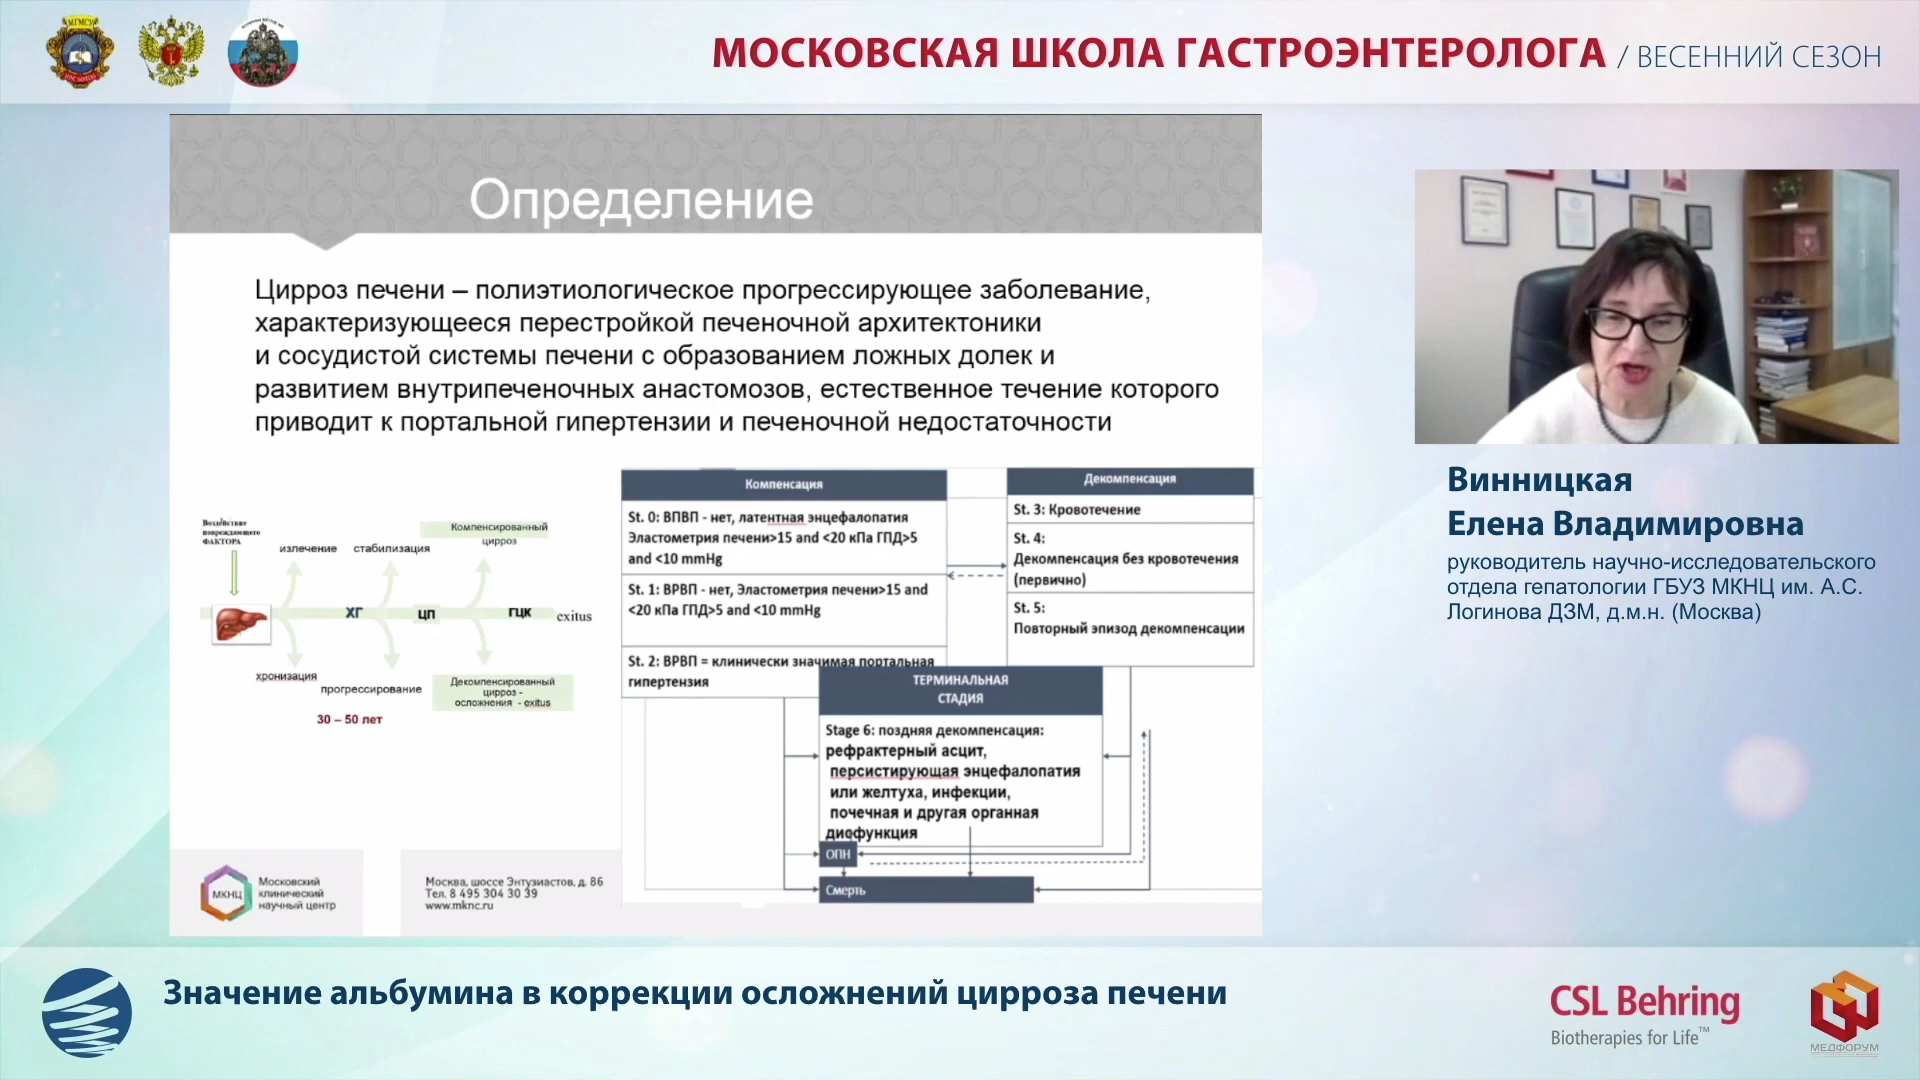 МОСКОВСКАЯ ШКОЛА ГАСТРОЭНТЕРОЛОГА / ВЕСЕННИЙ СЕЗОН
Определение
Цирроз печени – полиэтиологическое прогрессирующее заболевание,
характеризующееся перестройкой печеночной архитектоники
и сосудистой системы печени с образованием ложных долек и
развитием внутрипеченочных анастомозов, естественное течение которого
приводит к портальной гипертензии и печеночной недостаточности
Воздействие
повреждающего
ФАКТОРА
излечение
стабилизация
Компенсированный
цирроз
ХГ
ЦП
ГЦК
exitus
хронизация
прогрессирование
Декомпенсированный
цирроз -
осложнения - exitus
30 – 50 лет
Компенсация
St. 0: ВПВП - нет, латентная энцефалопатия
Эластометрия печени>15 and <20 кПа ГПД>5
and <10 mmHg
St. 1: ВРВП - нет, Эластометрия печени>15 and
<20 кПа ГПД>5 and <10 mmHg
St. 2: ВРВП = клинически значимая портальная
гипертензия
Декомпенсация
St. 3: Кровотечение
St. 4:
Декомпенсация без кровотечения
(первично)
St. 5:
Повторный эпизод декомпенсации
ТЕРМИНАЛЬНАЯ
СТАДИЯ
Stage 6: поздняя декомпенсация:
рефрактерный асцит,
персистирующая энцефалопатия
или желтуха, инфекции,
почечная и другая органная
дисфункция
ОПН
Смерть
МКНЦ
Московский
клинический
научный центр
Москва, шоссе Энтузиастов, д. 86
Тел. 8 495 304 30 39
www.mknc.ru
Винницкая
Елена Владимировна
руководитель научно-исследовательского
отдела гепатологии ГБУЗ МКНЦ им. А.С.
Логинова ДЗМ, д.м.н. (Москва)
Значение альбумина в коррекции осложнений цирроза печени
CSL Behring
Biotherapies for Life™
МЕДФОРУМ